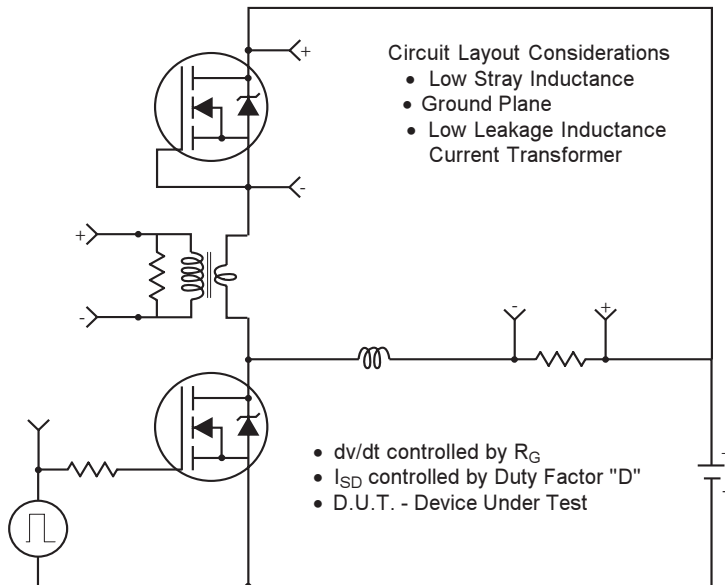 +
Circuit Layout Considerations
• Low Stray Inductance
• Ground Plane
• Low Leakage Inductance
Current Transformer
-
+
-
-
+
• dv/dt controlled by RG
• ISD controlled by Duty Factor "D"
• D.U.T. - Device Under Test